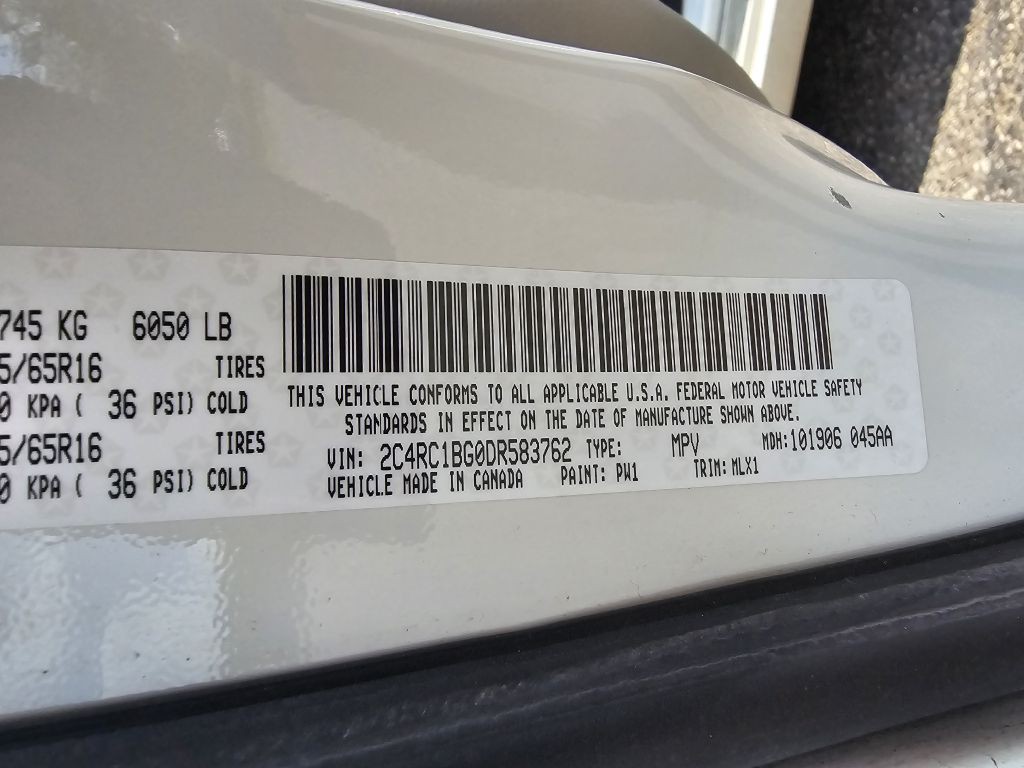 745 KG 6050 LB
5/65R16 TIRES
0 KPA ( 36 PSI) COLD
5/65R16 TIRES
0 KPA ( 36 PSI) COLD
THIS VEHICLE CONFORMS TO ALL APPLICABLE U.S.A. FEDERAL MOTOR VEHICLE SAFETY
STANDARDS IN EFFECT ON THE DATE OF MANUFACTURE SHOWN ABOVE.
VIN: 2C4RC1BG0DR583762 TYPE: MPV MDH:101906 045AA
VEHICLE MADE IN CANADA PAINT: PW1 TRIM: MLX1